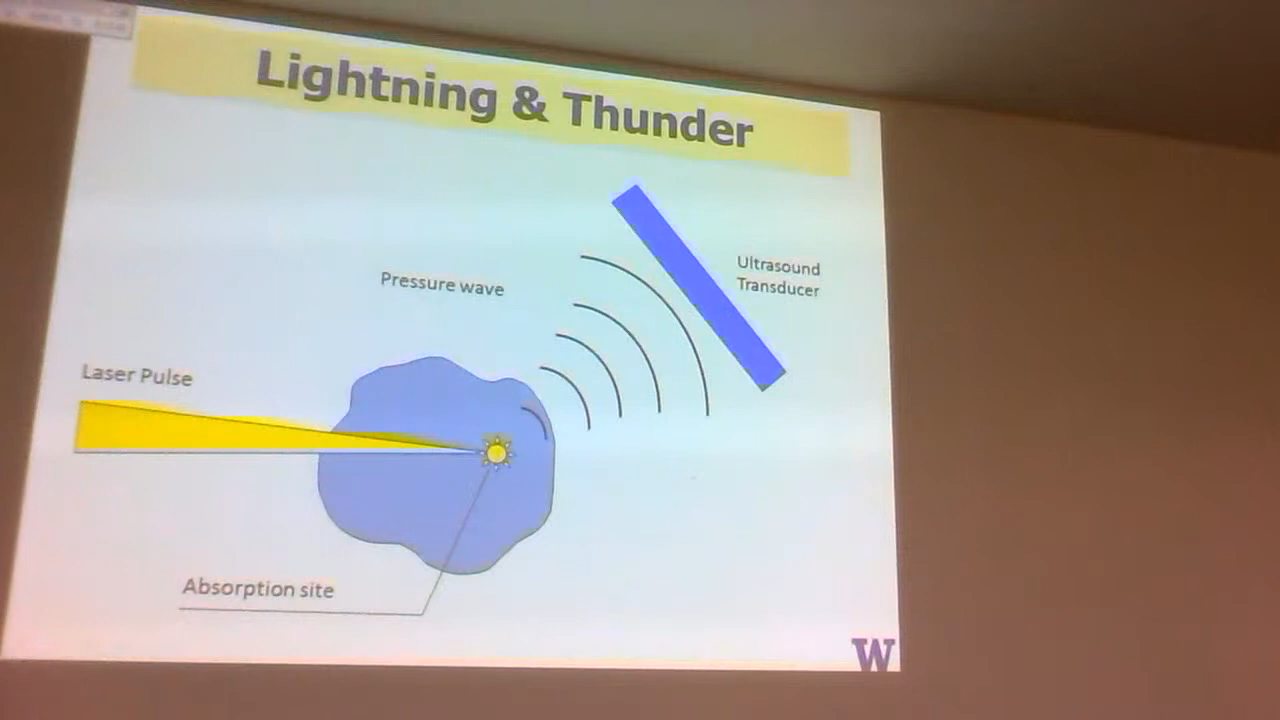 Lightning & Thunder
Ultrasound
Transducer
Pressure wave
Laser Pulse
Absorption site
W